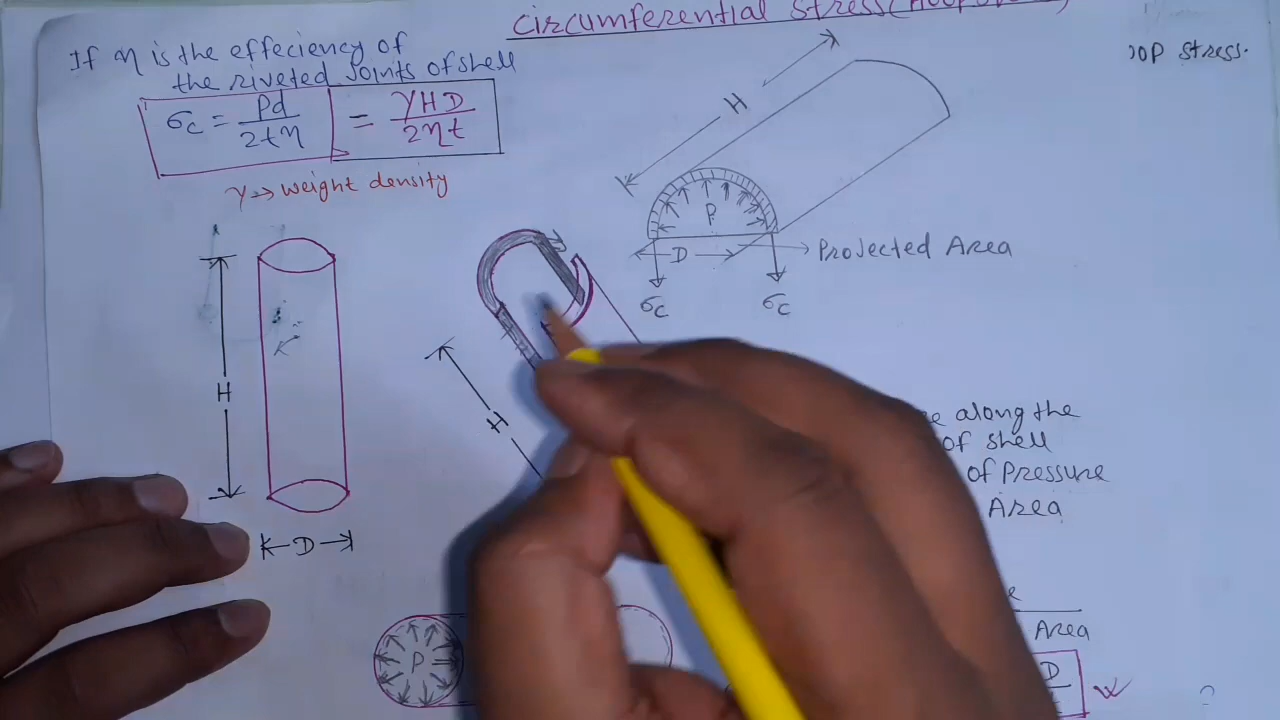 circumferential stress
If η is the effeciency of
the riveted Joints of shell
σc = Pd / 2tη = γHD / 2ηt
γ → weight density
OP stress.
H
P
D
Projected Area
σc σc
H
H
along the
of shell
of Pressure
Area
D
Area
P
D